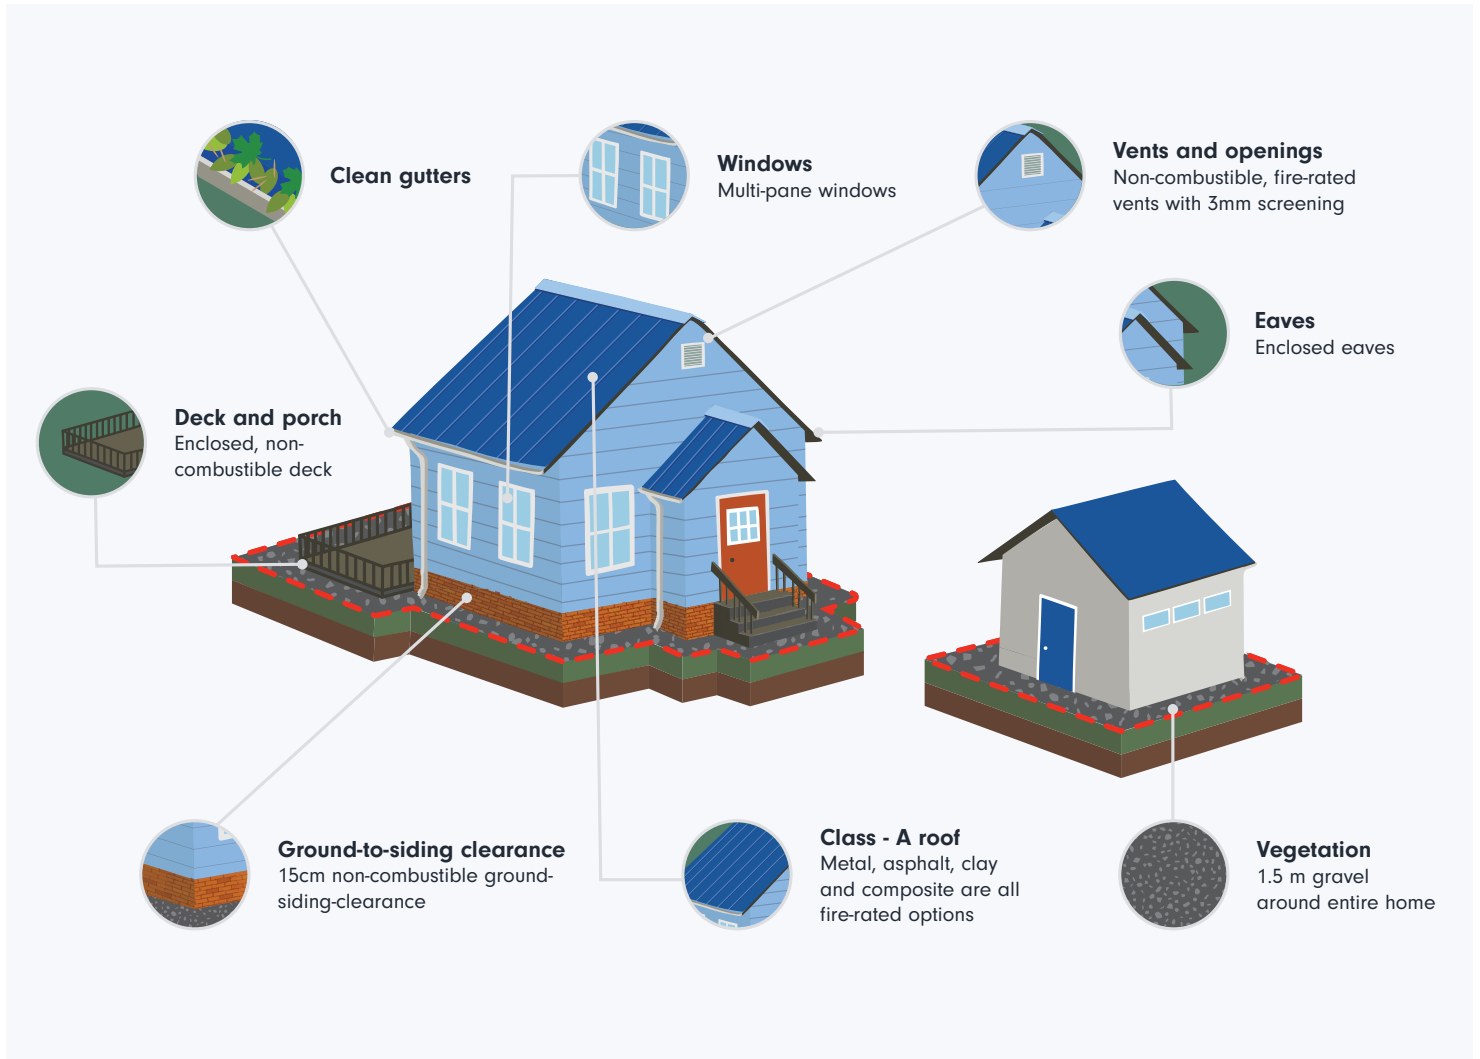 Clean gutters
Windows
Multi-pane windows
Vents and openings
Non-combustible, fire-rated
vents with 3mm screening
Eaves
Enclosed eaves
Deck and porch
Enclosed, non-
combustible deck
Ground-to-siding clearance
15cm non-combustible ground-
siding-clearance
Class - A roof
Metal, asphalt, clay
and composite are all
fire-rated options
Vegetation
1.5 m gravel
around entire home